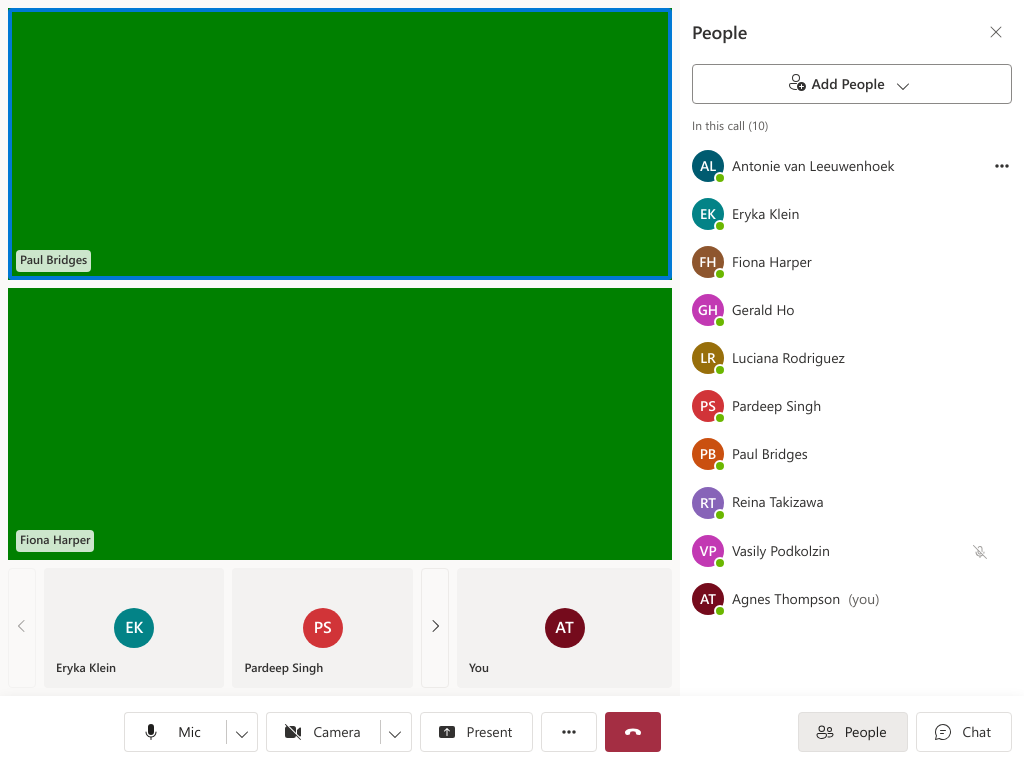 Paul Bridges
Fiona Harper
EK
Eryka Klein
PS
Pardeep Singh
AT
You
People
Add People
In this call (10)
AL Antonie van Leeuwenhoek
EK Eryka Klein
FH Fiona Harper
GH Gerald Ho
LR Luciana Rodriguez
PS Pardeep Singh
PB Paul Bridges
RT Reina Takizawa
VP Vasily Podkolzin
AT Agnes Thompson (you)
Mic Camera Present People Chat